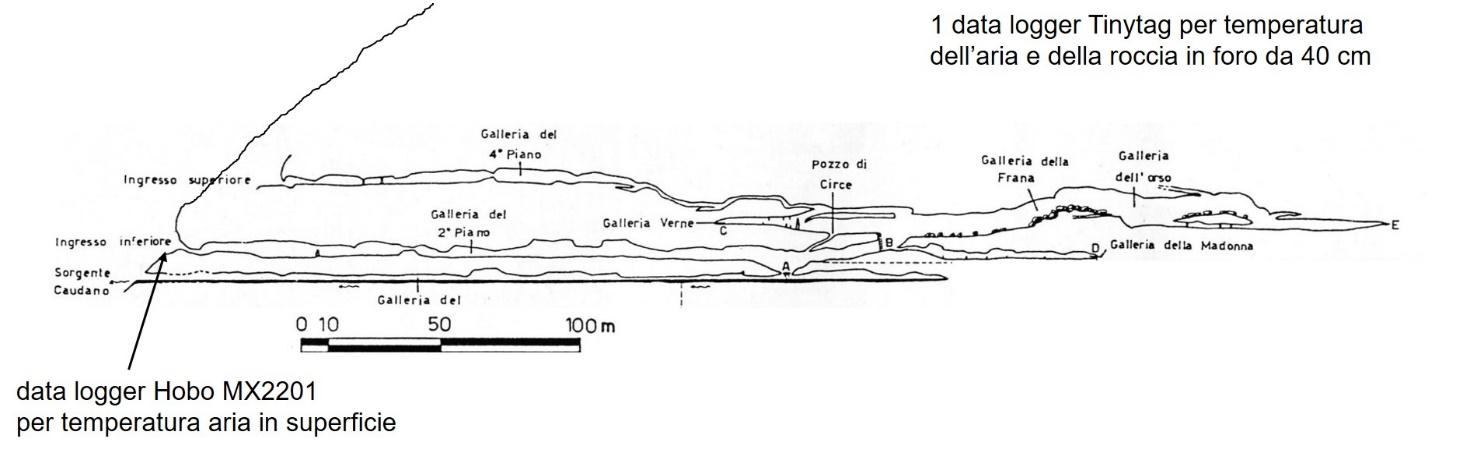 1 data logger Tinytag per temperatura
dell'aria e della roccia in foro da 40 cm
Galleria del
4° Piano
Ingresso superiore
Pozzo di
Circe
Galleria della
Frana
Galleria
dell'orso
Galleria del
2° Piano
Galleria Verne
C
A
B
D
Galleria della Madonna
E
Ingresso inferiore
Sorgente
Caudano
A
Galleria del
0 10 50 100 m
data logger Hobo MX2201
per temperatura aria in superficie